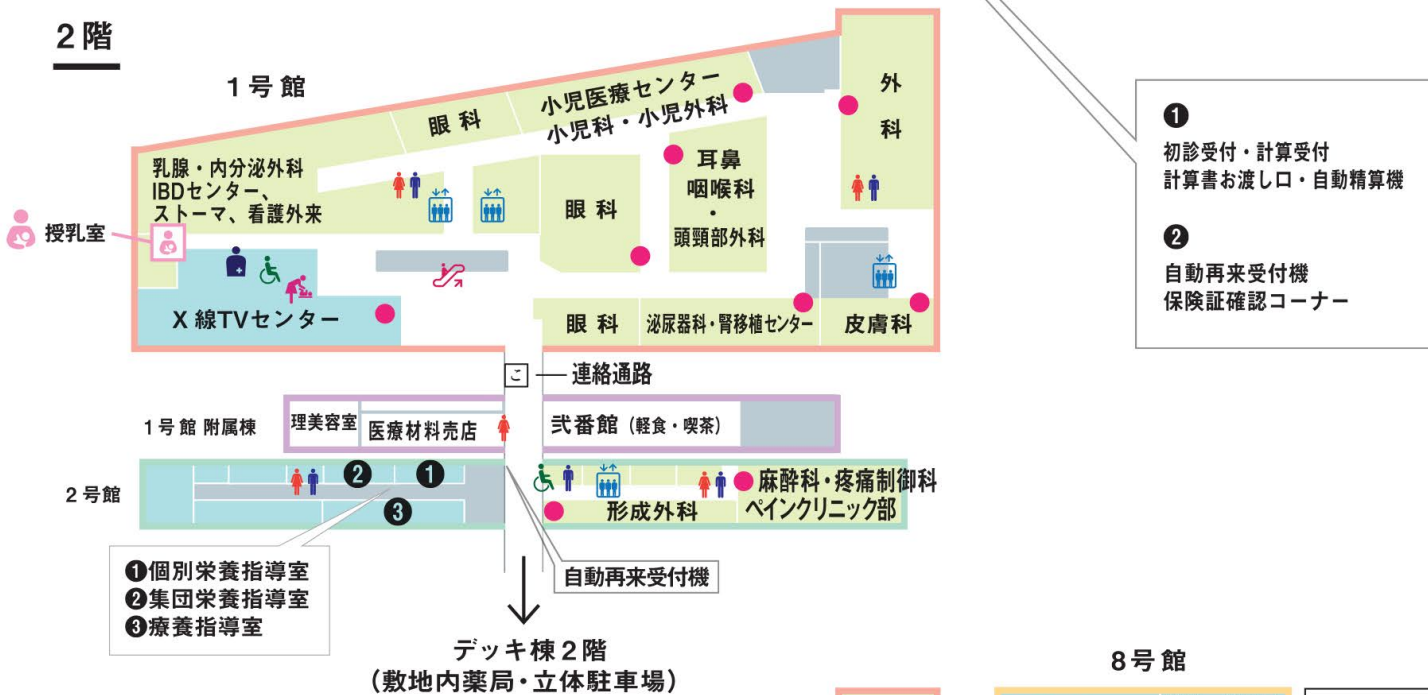 2階
1号館
眼科
小児医療センター
小児科・小児外科
外
科
乳腺・内分泌外科
IBDセンター、
ストーマ、看護外来
授乳室
眼科
耳鼻
咽喉科
・
頭頸部外科
X線TVセンター
眼科
泌尿器科・腎移植センター
皮膚科
こ
連絡通路
1号館 附属棟
理美容室
医療材料売店
弐番館（軽食・喫茶）
2号館
❷
❶
❸
形成外科
麻酔科・疼痛制御科
ペインクリニック部
❶個別栄養指導室
❷集団栄養指導室
❸療養指導室
自動再来受付機
デッキ棟2階
（敷地内薬局・立体駐車場）
❶
初診受付・計算受付
計算書お渡し口・自動精算機
❷
自動再来受付機
保険証確認コーナー
8号館